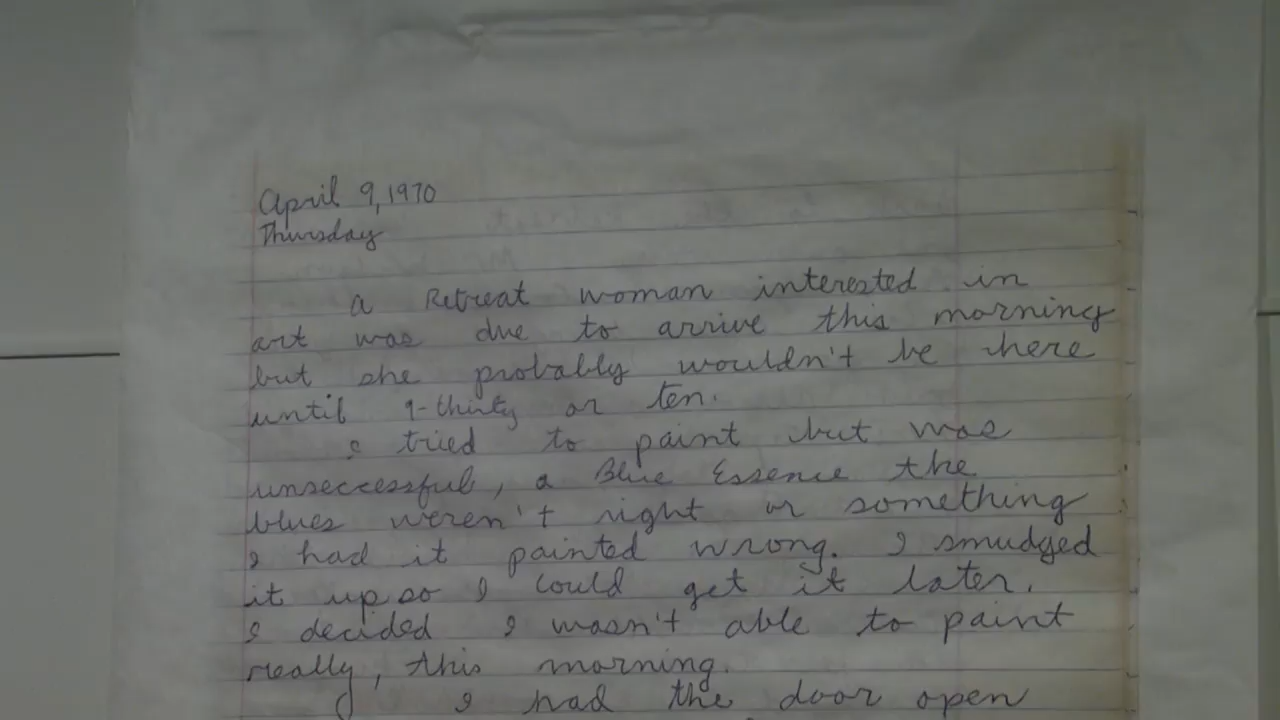 April 9, 1970
Thursday
a Retreat woman interested in
art was due to arrive this morning
but she probably wouldn't be here
until 9-thirty or ten.
I tried to paint but was
unseccessful, a Blue Essence the
blues weren't right or something
I had it painted wrong. I smudged
it up so I could get it later.
I decided I wasn't able to paint
really, this morning.
I had the door open